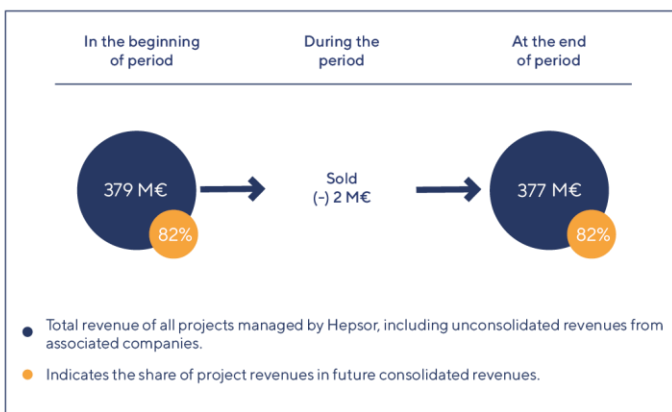 In the beginning
of period
During the
period
At the end
of period
379 M€
82%
Sold
(-) 2 M€
377 M€
82%
Total revenue of all projects managed by Hepsor, including unconsolidated revenues from
associated companies.
Indicates the share of project revenues in future consolidated revenues.